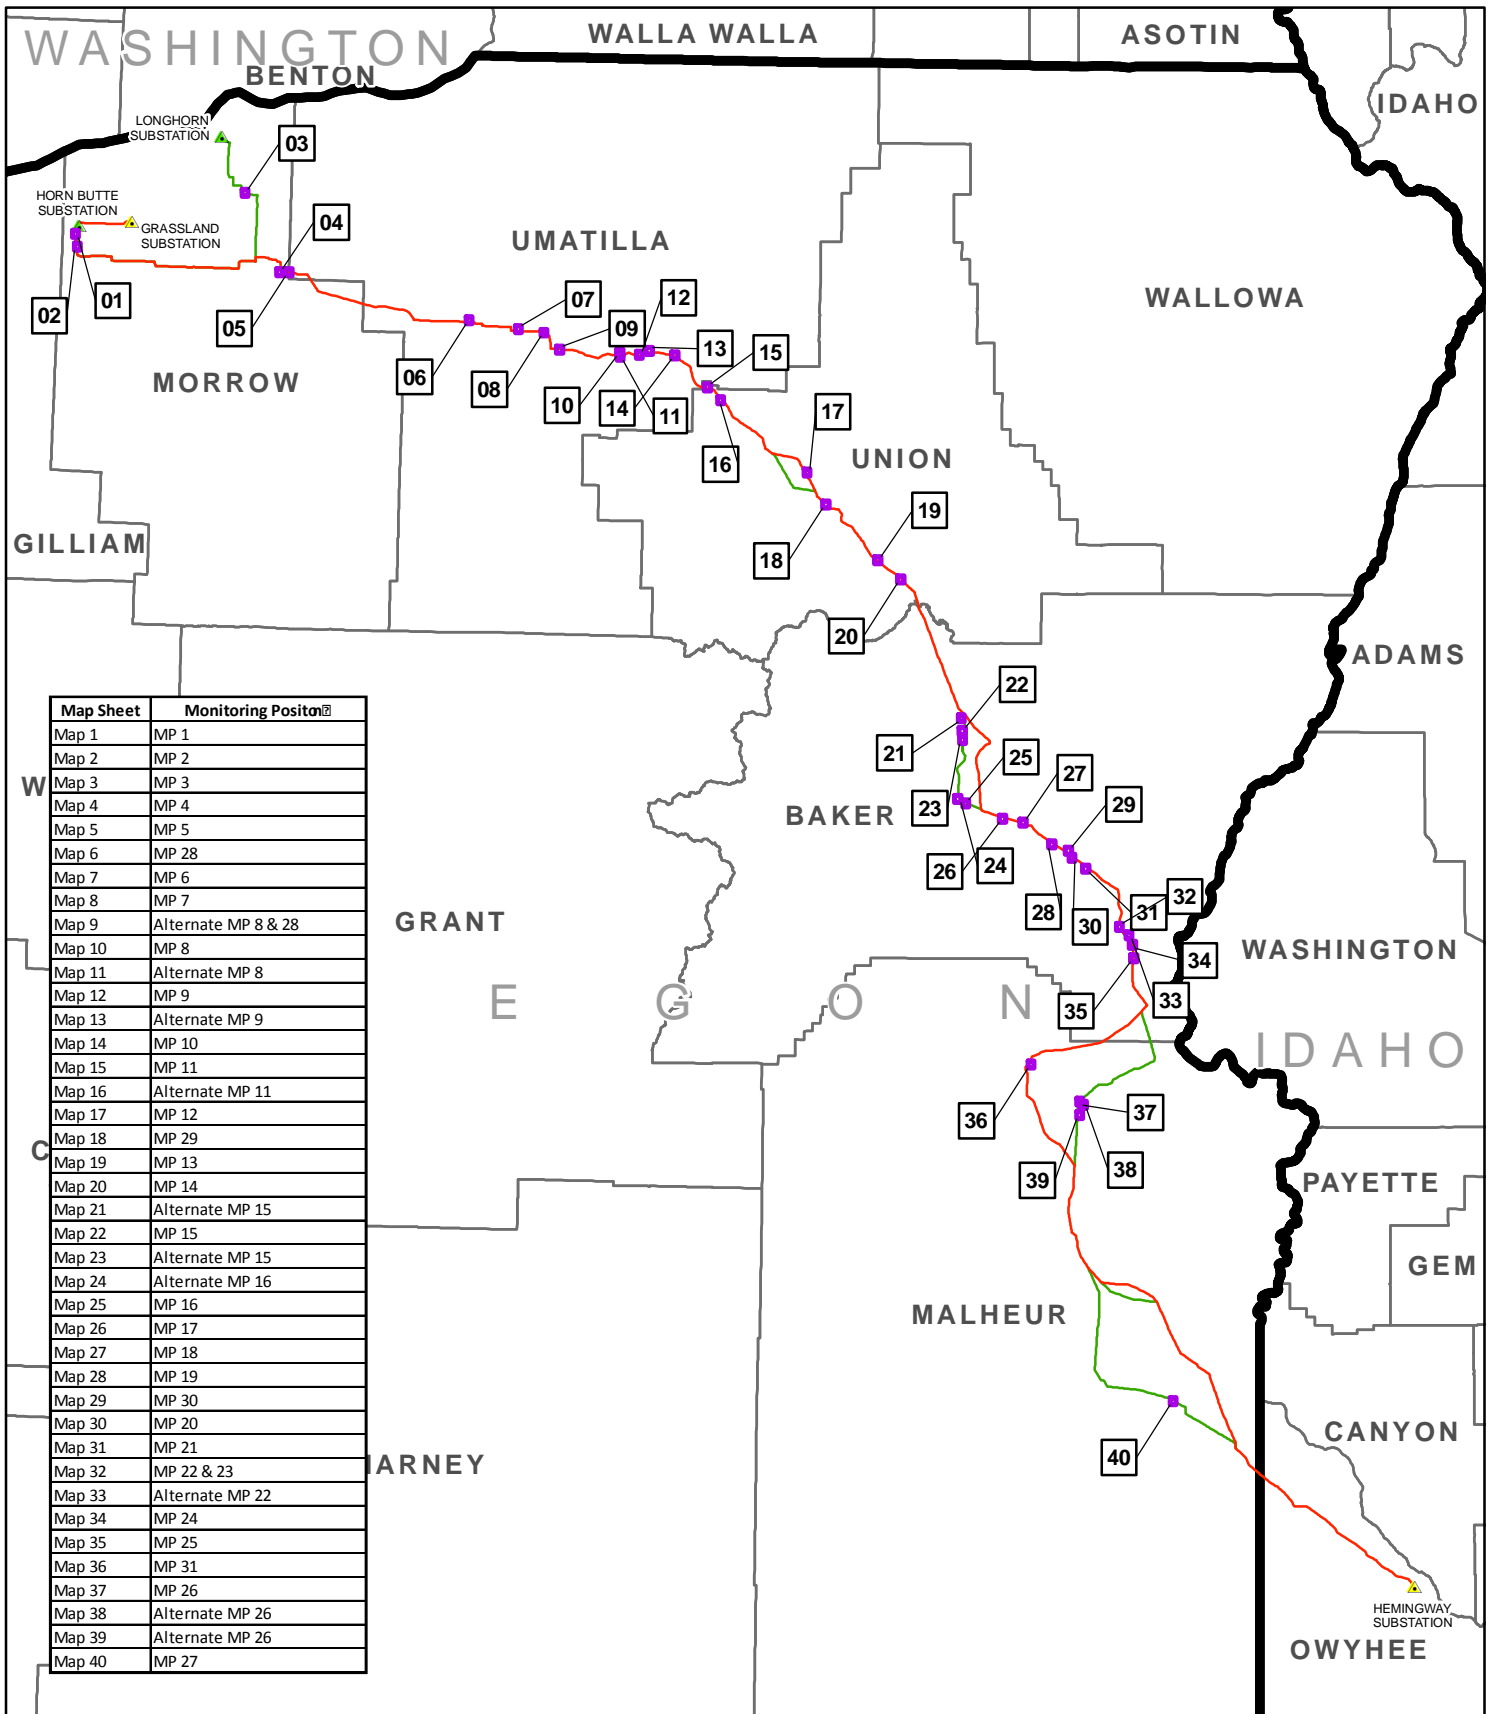 WASHINGTON
WALLA WALLA
ASOTIN
BENTON
IDAHO
LONGHORN
SUBSTATION
03
HORN BUTTE
SUBSTATION
GRASSLAND
SUBSTATION
04
UMATILLA
WALLOWA
02
01
05
07
12
09
13
15
06
MORROW
08
10
14
11
16
17
UNION
19
GILLIAM
18
20
ADAMS
22
21
25
27
BAKER
23
29
26
24
28
30
31
32
GRANT
WASHINGTON
34
33
35
E G O N
IDAHO
36
37
39
38
PAYETTE
GEM
MALHEUR
CANYON
40
ARNEY
HEMINGWAY
SUBSTATION
OWYHEE
W
C
Map Sheet Monitoring Positon
Map 1 MP 1
Map 2 MP 2
Map 3 MP 3
Map 4 MP 4
Map 5 MP 5
Map 6 MP 28
Map 7 MP 6
Map 8 MP 7
Map 9 Alternate MP 8 & 28
Map 10 MP 8
Map 11 Alternate MP 8
Map 12 MP 9
Map 13 Alternate MP 9
Map 14 MP 10
Map 15 MP 11
Map 16 Alternate MP 11
Map 17 MP 12
Map 18 MP 29
Map 19 MP 13
Map 20 MP 14
Map 21 Alternate MP 15
Map 22 MP 15
Map 23 Alternate MP 15
Map 24 Alternate MP 16
Map 25 MP 16
Map 26 MP 17
Map 27 MP 18
Map 28 MP 19
Map 29 MP 30
Map 30 MP 20
Map 31 MP 21
Map 32 MP 22 & 23
Map 33 Alternate MP 22
Map 34 MP 24
Map 35 MP 25
Map 36 MP 31
Map 37 MP 26
Map 38 Alternate MP 26
Map 39 Alternate MP 26
Map 40 MP 27